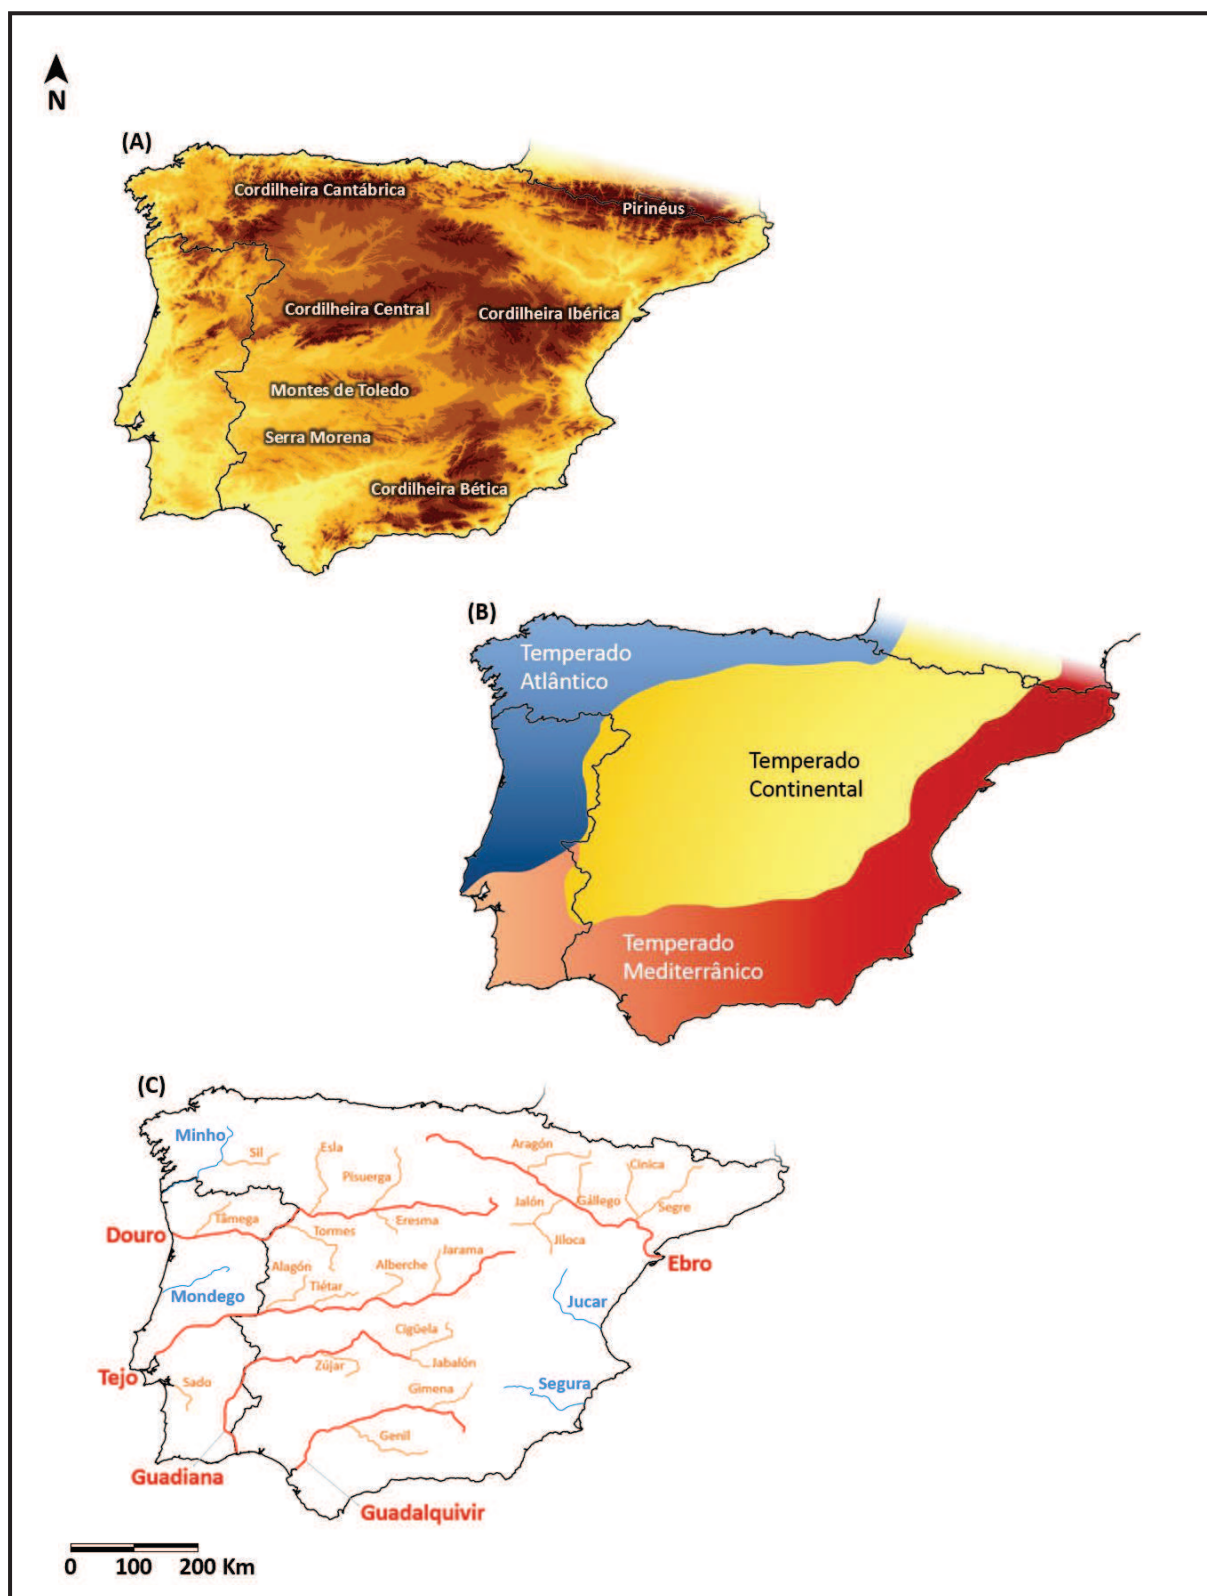 N
(A)
Cordilheira Cantábrica
Pirinéus
Cordilheira Central
Cordilheira Ibérica
Montes de Toledo
Serra Morena
Cordilheira Bética
(B)
Temperado
Atlântico
Temperado
Continental
Temperado
Mediterrânico
(C)
Minho
Sil
Esla
Pisuerga
Aragón
Cinica
Jalón
Gállego
Segre
Tâmega
Douro
Tormes
Eresma
Jiloca
Alagón
Alberche
Jarama
Ebro
Tiétar
Mondego
Jucar
Cigüela
Zújar
Jabalón
Tejo
Sado
Gimena
Segura
Genil
Guadiana
Guadalquivir
0 100 200 Km